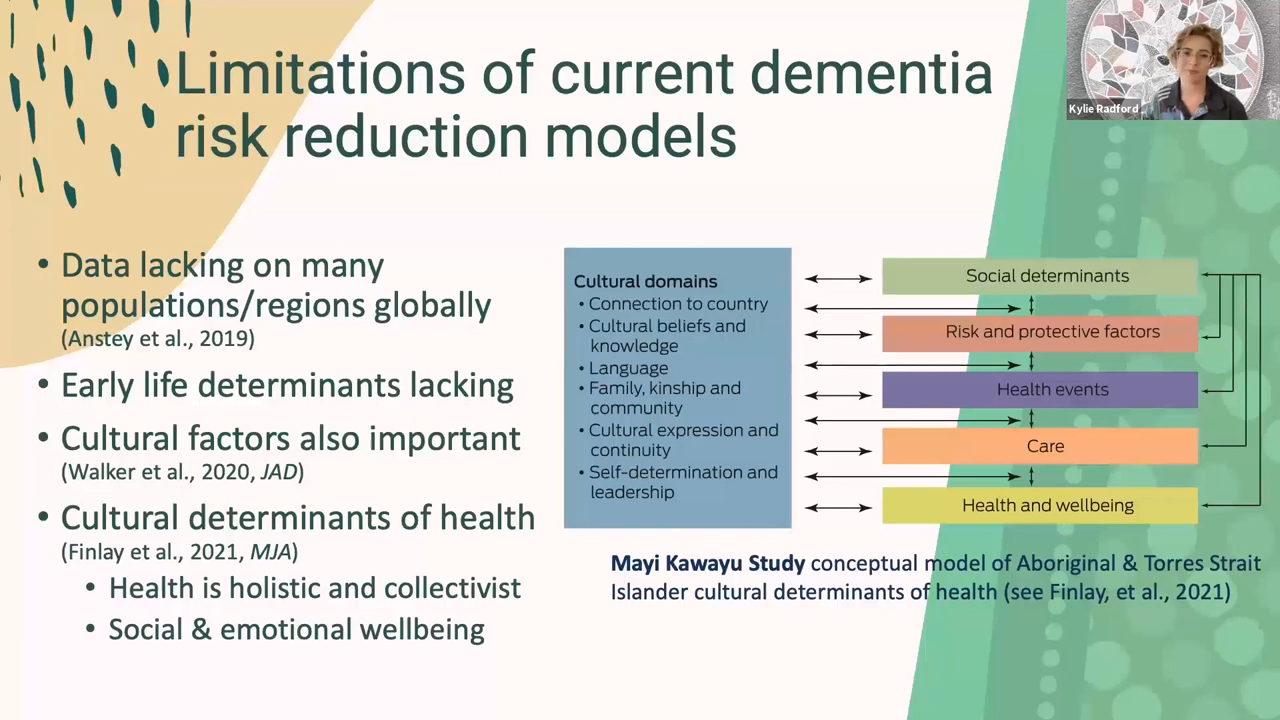 Limitations of current dementia
risk reduction models
Kylie Radford
• Data lacking on many
populations/regions globally
(Anstey et al., 2019)
• Early life determinants lacking
• Cultural factors also important
(Walker et al., 2020, JAD)
• Cultural determinants of health
(Finlay et al., 2021, MJA)
• Health is holistic and collectivist
• Social & emotional wellbeing
Cultural domains
• Connection to country
• Cultural beliefs and
knowledge
• Language
• Family, kinship and
community
• Cultural expression and
continuity
• Self-determination and
leadership
Social determinants
Risk and protective factors
Health events
Care
Health and wellbeing
Mayi Kawayu Study conceptual model of Aboriginal & Torres Strait
Islander cultural determinants of health (see Finlay, et al., 2021)